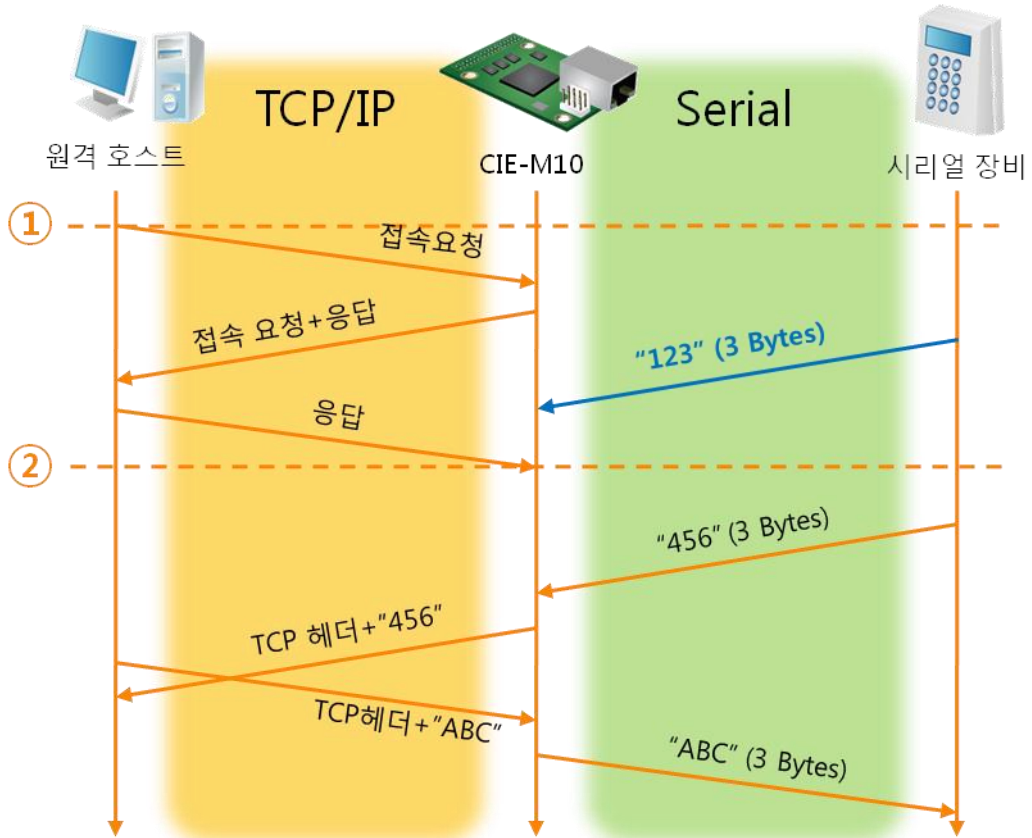 TCP/IP
Serial
원격 호스트
CIE-M10
시리얼 장비
①
접속요청
접속 요청+응답
"123" (3 Bytes)
응답
②
"456" (3 Bytes)
TCP 헤더+"456"
TCP헤더+"ABC"
"ABC" (3 Bytes)